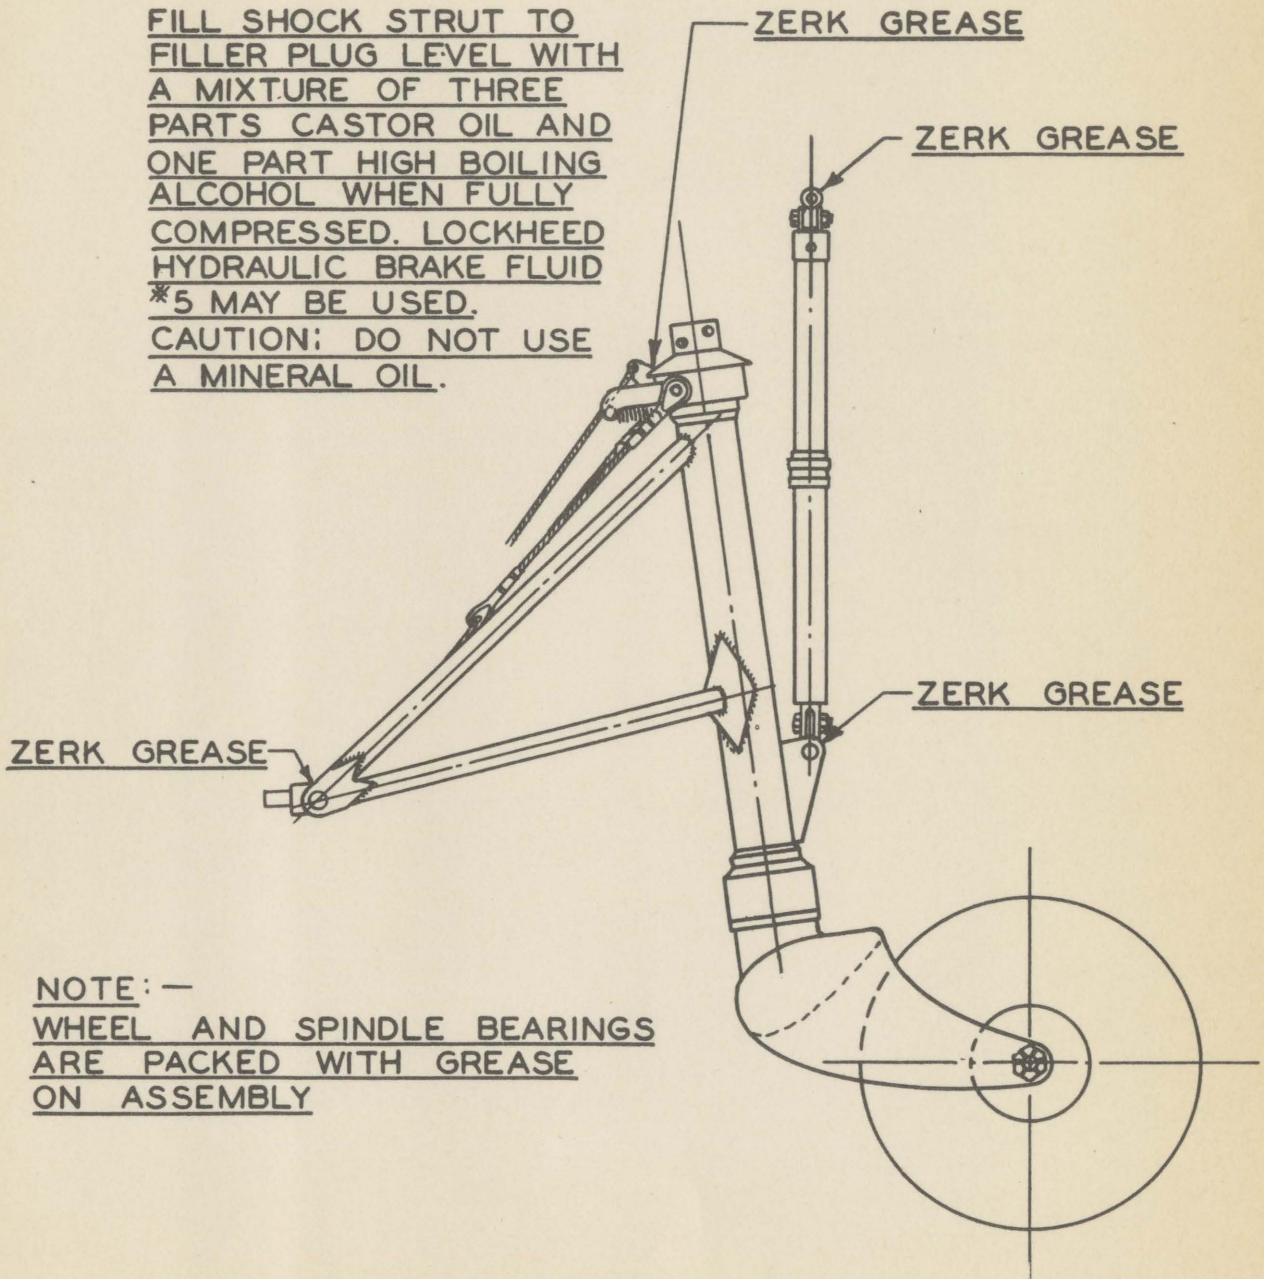 FILL SHOCK STRUT TO
FILLER PLUG LEVEL WITH
A MIXTURE OF THREE
PARTS CASTOR OIL AND
ONE PART HIGH BOILING
ALCOHOL WHEN FULLY
COMPRESSED. LOCKHEED
HYDRAULIC BRAKE FLUID
*5 MAY BE USED.
CAUTION: DO NOT USE
A MINERAL OIL.
ZERK GREASE
ZERK GREASE
ZERK GREASE
ZERK GREASE
NOTE:—
WHEEL AND SPINDLE BEARINGS
ARE PACKED WITH GREASE
ON ASSEMBLY